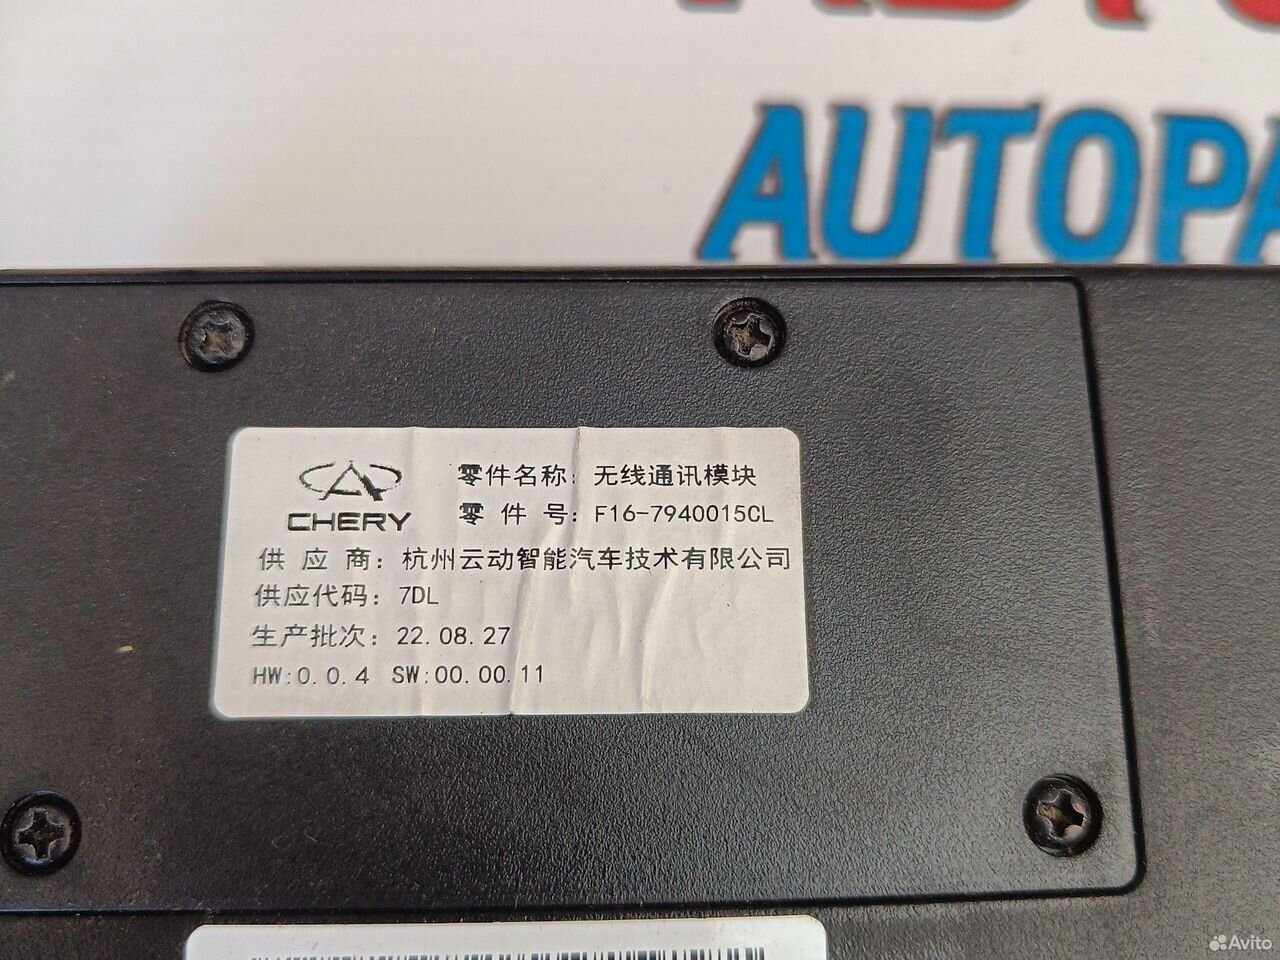 AUTOPA
CHERY
零件名称: 无线通讯模块
零 件 号: F16-7940015CL
供 应 商: 杭州云动智能汽车技术有限公司
供应代码: 7DL
生产批次: 22.08.27
HW:0.0.4 SW:00.00.11
Avito